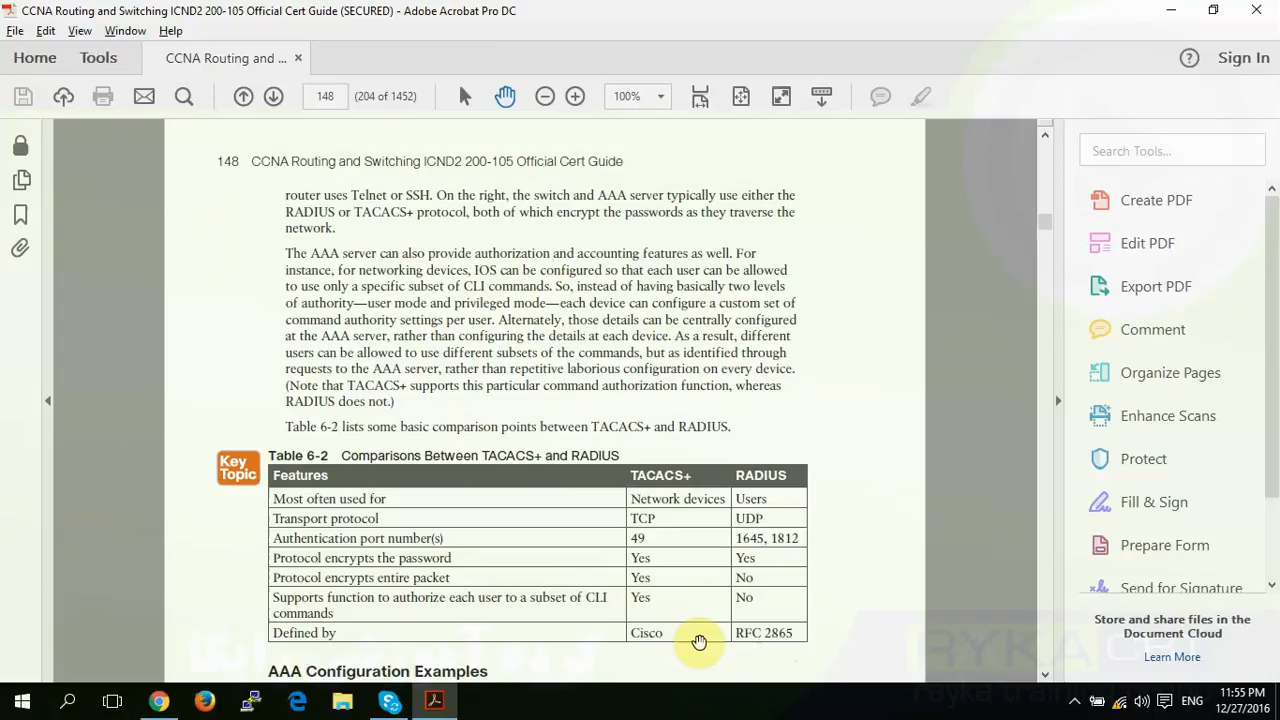 CCNA Routing and Switching ICND2 200-105 Official Cert Guide (SECURED) - Adobe Acrobat Pro DC
File Edit View Window Help
Home Tools CCNA Routing and ... × Sign In
148 (204 of 1452) 100%
148 CCNA Routing and Switching ICND2 200-105 Official Cert Guide
router uses Telnet or SSH. On the right, the switch and AAA server typically use either the
RADIUS or TACACS+ protocol, both of which encrypt the passwords as they traverse the
network.
The AAA server can also provide authorization and accounting features as well. For
instance, for networking devices, IOS can be configured so that each user can be allowed
to use only a specific subset of CLI commands. So, instead of having basically two levels
of authority—user mode and privileged mode—each device can configure a custom set of
command authority settings per user. Alternately, those details can be centrally configured
at the AAA server, rather than configuring the details at each device. As a result, different
users can be allowed to use different subsets of the commands, but as identified through
requests to the AAA server, rather than repetitive laborious configuration on every device.
(Note that TACACS+ supports this particular command authorization function, whereas
RADIUS does not.)
Table 6-2 lists some basic comparison points between TACACS+ and RADIUS.
Key
Topic
Table 6-2 Comparisons Between TACACS+ and RADIUS
Features TACACS+ RADIUS
Most often used for Network devices Users
Transport protocol TCP UDP
Authentication port number(s) 49 1645, 1812
Protocol encrypts the password Yes Yes
Protocol encrypts entire packet Yes No
Supports function to authorize each user to a subset of CLI
commands Yes No
Defined by Cisco RFC 2865
AAA Configuration Examples
Search Tools...
Create PDF
Edit PDF
Export PDF
Comment
Organize Pages
Enhance Scans
Protect
Fill & Sign
Prepare Form
Send for Signature
Store and share files in the
Document Cloud
Learn More
ENG
11:55 PM
12/27/2016